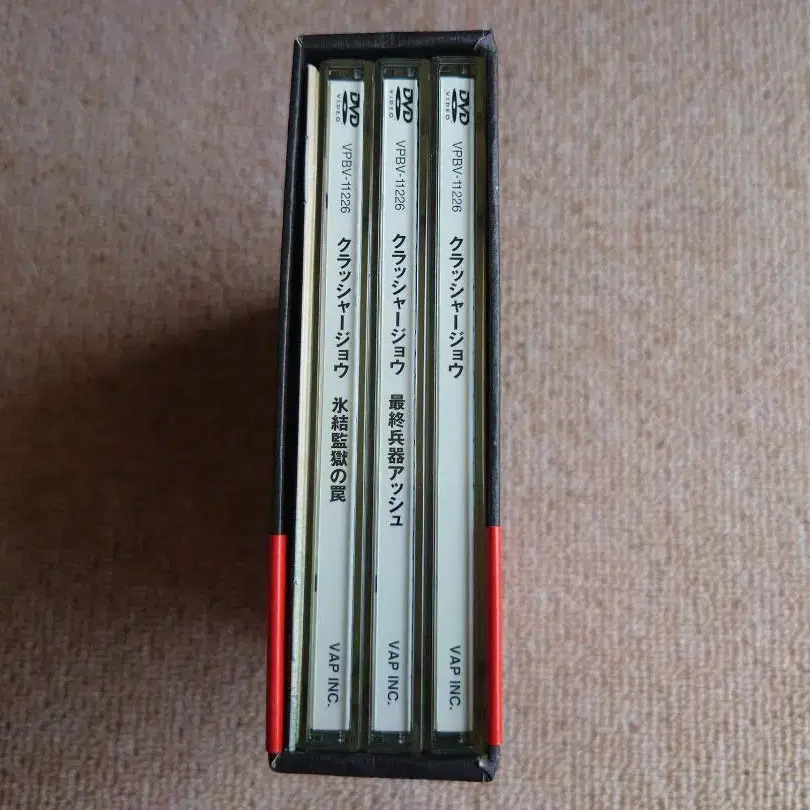 DVD
VIDEO
VPBV-11226
クラッシャージョウ
氷結監獄の罠
VAP INC.
DVD
VIDEO
VPBV-11226
クラッシャージョウ
最終兵器アッシュ
VAP INC.
DVD
VIDEO
VPBV-11226
クラッシャージョウ
VAP INC.